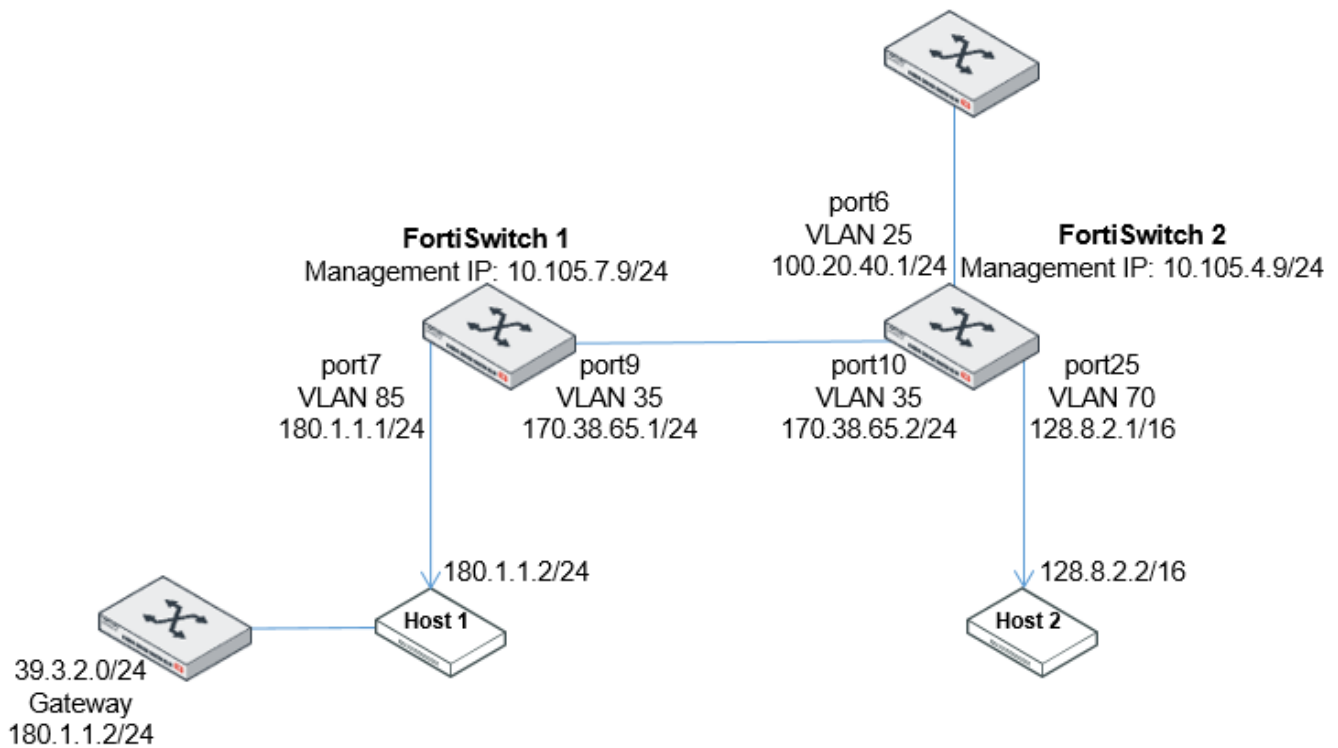 port6
VLAN 25
100.20.40.1/24
FortiSwitch 1
Management IP: 10.105.7.9/24
FortiSwitch 2
Management IP: 10.105.4.9/24
port7
VLAN 85
180.1.1.1/24
port9
VLAN 35
170.38.65.1/24
port10
VLAN 35
170.38.65.2/24
port25
VLAN 70
128.8.2.1/16
180.1.1.2/24
Host 1
128.8.2.2/16
Host 2
39.3.2.0/24
Gateway
180.1.1.2/24